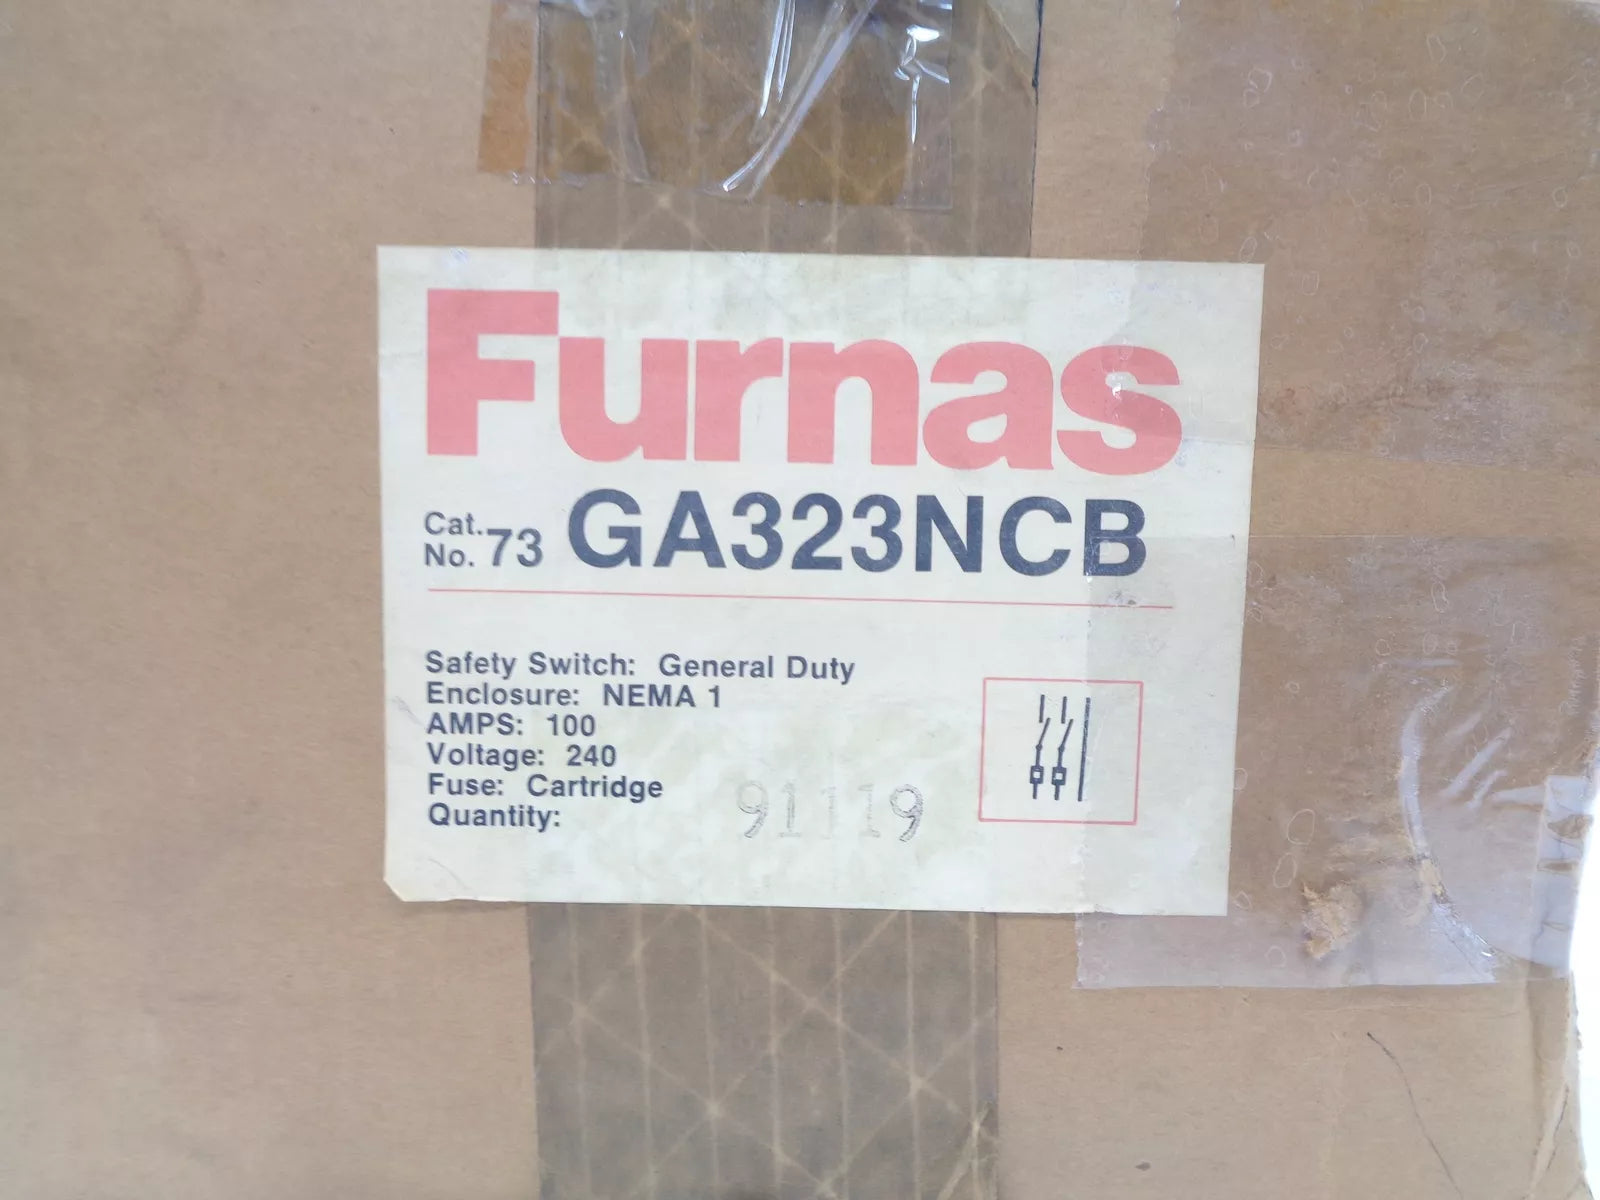 Furnas
Cat. No. 73 GA323NCB
Safety Switch: General Duty
Enclosure: NEMA 1
AMPS: 100
Voltage: 240
Fuse: Cartridge
Quantity:
91119